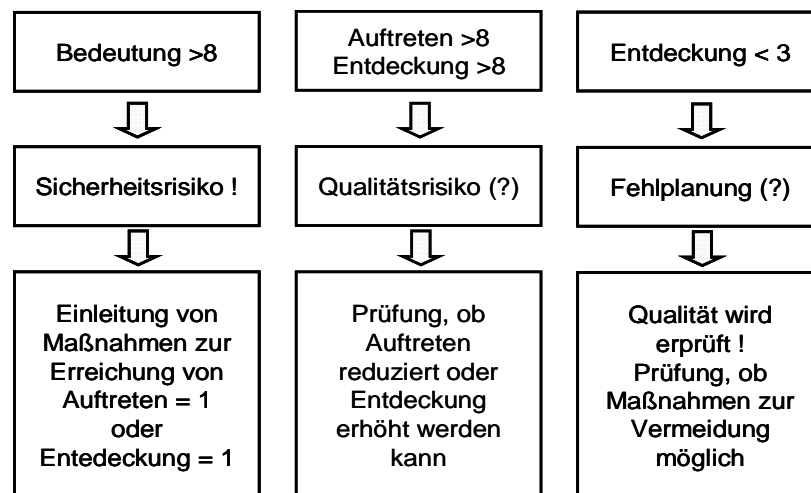 Bedeutung >8
Auftreten >8
Entdeckung >8
Entdeckung < 3
Sicherheitsrisiko !
Qualitätsrisiko (?)
Fehlplanung (?)
Einleitung von
Maßnahmen zur
Erreichung von
Auftreten = 1
oder
Entedeckung = 1
Prüfung, ob
Auftreten
reduziert oder
Entdeckung
erhöht werden
kann
Qualität wird
erprüft !
Prüfung, ob
Maßnahmen zur
Vermeidung
möglich